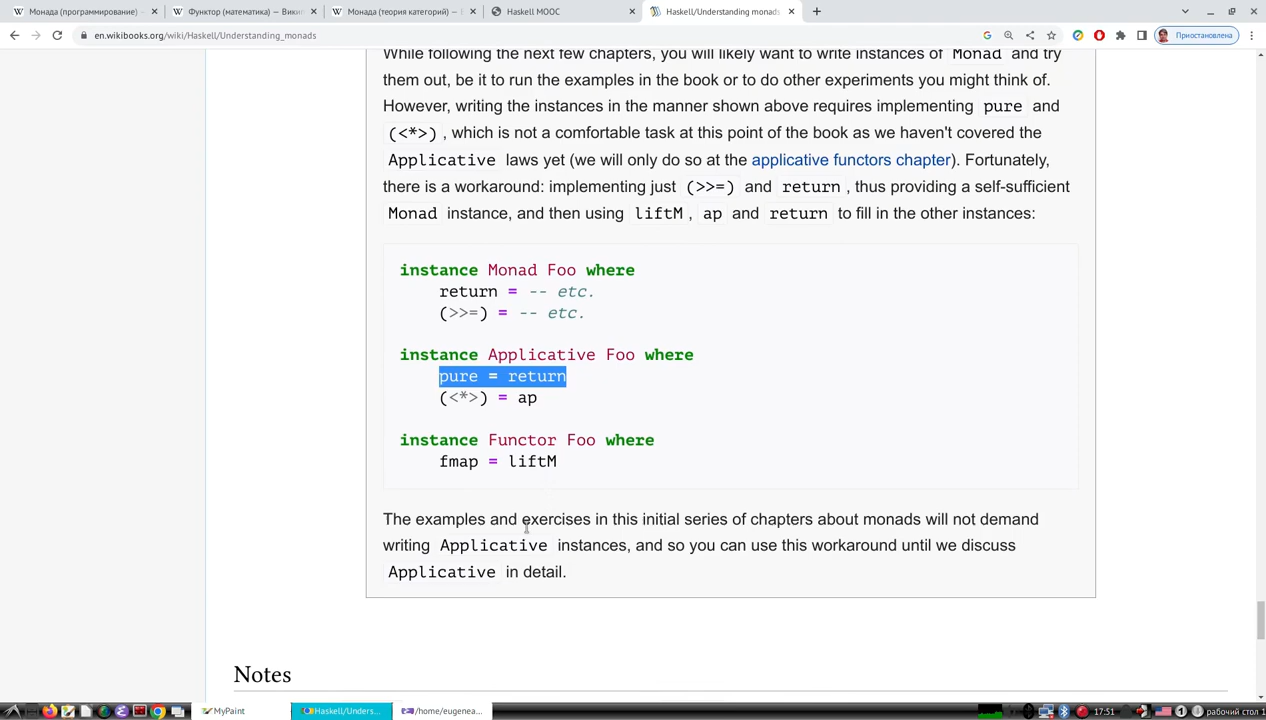 Монада (программирование) –
Функтор (математика) — Вики
Монада (теория категорий) — В
Haskell MOOC
Haskell/Understanding monads
en.wikibooks.org/wiki/Haskell/Understanding_monads
Приостановлена
While following the next few chapters, you will likely want to write instances of Monad and try
them out, be it to run the examples in the book or to do other experiments you might think of.
However, writing the instances in the manner shown above requires implementing pure and
(<*>) , which is not a comfortable task at this point of the book as we haven't covered the
Applicative laws yet (we will only do so at the applicative functors chapter). Fortunately,
there is a workaround: implementing just (>>=) and return , thus providing a self-sufficient
Monad instance, and then using liftM , ap and return to fill in the other instances:
instance Monad Foo where
return = -- etc.
(>>=) = -- etc.
instance Applicative Foo where
pure = return
(<*>) = ap
instance Functor Foo where
fmap = liftM
The examples and exercises in this initial series of chapters about monads will not demand
writing Applicative instances, and so you can use this workaround until we discuss
Applicative in detail.
Notes
MyPaint
Haskell/Unders...
/home/eugenea...
17:51
рабочий стол 1